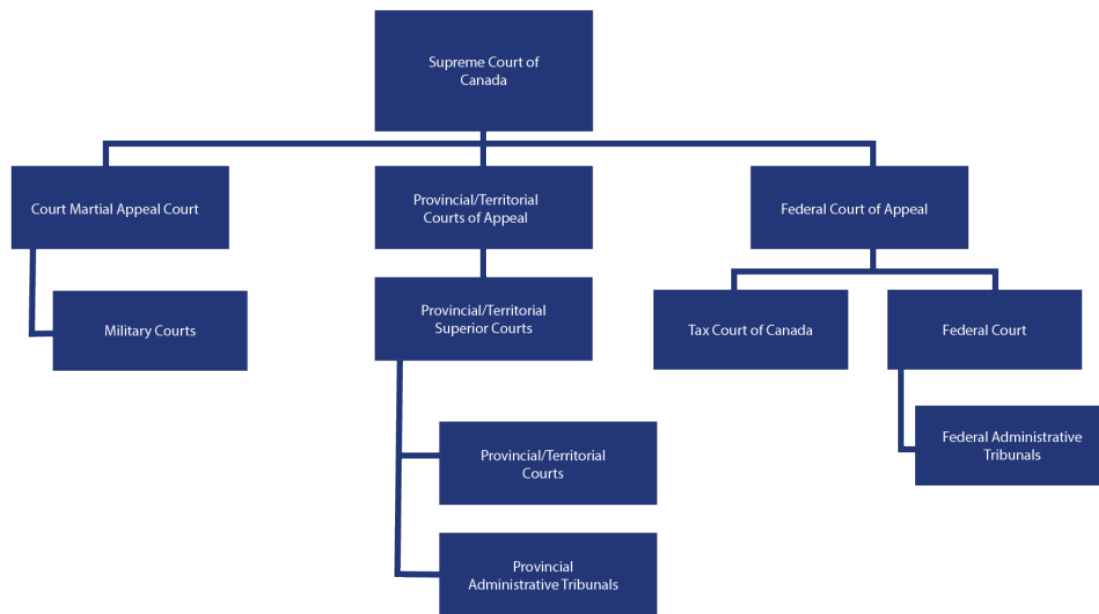 Supreme Court of
Canada
Court Martial Appeal Court
Provincial/Territorial
Courts of Appeal
Federal Court of Appeal
Military Courts
Provincial/Territorial
Superior Courts
Tax Court of Canada
Federal Court
Provincial/Territorial
Courts
Federal Administrative
Tribunals
Provincial
Administrative Tribunals